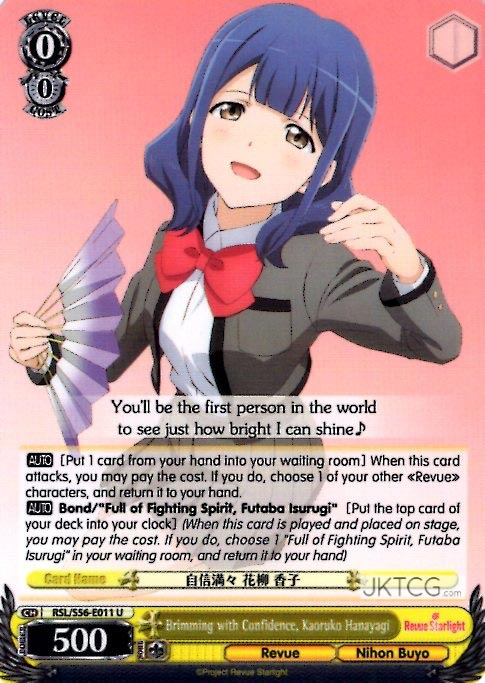 LEVEL
0
0
COST
You'll be the first person in the world
to see just how bright I can shine♪
AUTO [Put 1 card from your hand into your waiting room] When this card
attacks, you may pay the cost. If you do, choose 1 of your other «Revue»
characters, and return it to your hand.
AUTO Bond/"Full of Fighting Spirit, Futaba Isurugi" [Put the top card of
your deck into your clock] (When this card is played and placed on stage,
you may pay the cost. If you do, choose 1 "Full of Fighting Spirit, Futaba
Isurugi" in your waiting room, and return it to your hand)
Card Name 自信満々 花柳 香子
JKTCG.com
CH RSL/S56-E011 U
POWER 500 SOUL
Brimming with Confidence, Kaoruko Hanayagi
Revue Starlight
Revue Nihon Buyo
©Project Revue Starlight